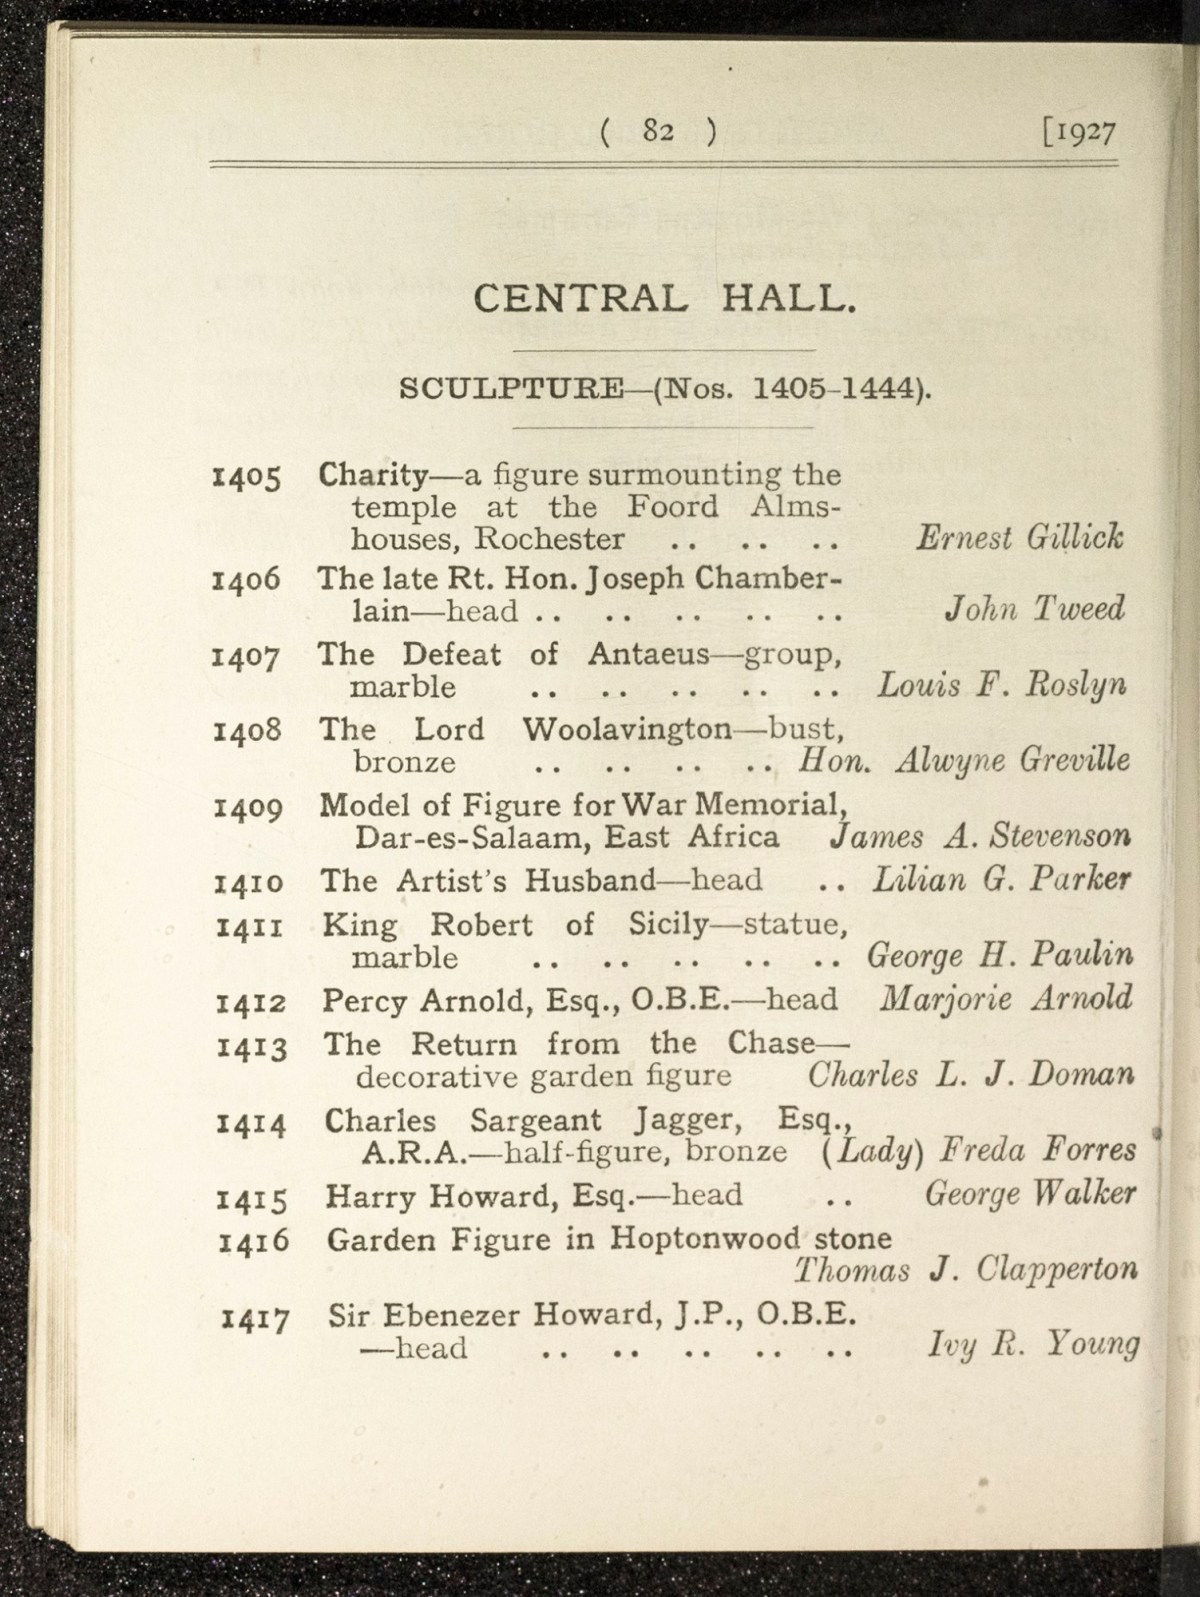 ( 82 ) [1927
CENTRAL HALL.
SCULPTURE—(Nos. 1405-1444).
1405 Charity—a figure surmounting the
temple at the Foord Alms-
houses, Rochester .. .. .. Ernest Gillick
1406 The late Rt. Hon. Joseph Chamber-
lain—head .. .. .. .. .. John Tweed
1407 The Defeat of Antaeus—group,
marble .. .. .. .. .. Louis F. Roslyn
1408 The Lord Woolavington—bust,
bronze .. .. .. .. Hon. Alwyne Greville
1409 Model of Figure for War Memorial,
Dar-es-Salaam, East Africa James A. Stevenson
1410 The Artist's Husband—head .. Lilian G. Parker
1411 King Robert of Sicily—statue,
marble .. .. .. .. .. George H. Paulin
1412 Percy Arnold, Esq., O.B.E.—head Marjorie Arnold
1413 The Return from the Chase—
decorative garden figure Charles L. J. Doman
1414 Charles Sargeant Jagger, Esq.,
A.R.A.—half-figure, bronze (Lady) Freda Forres
1415 Harry Howard, Esq.—head .. George Walker
1416 Garden Figure in Hoptonwood stone
Thomas J. Clapperton
1417 Sir Ebenezer Howard, J.P., O.B.E.
—head .. .. .. .. .. Ivy R. Young